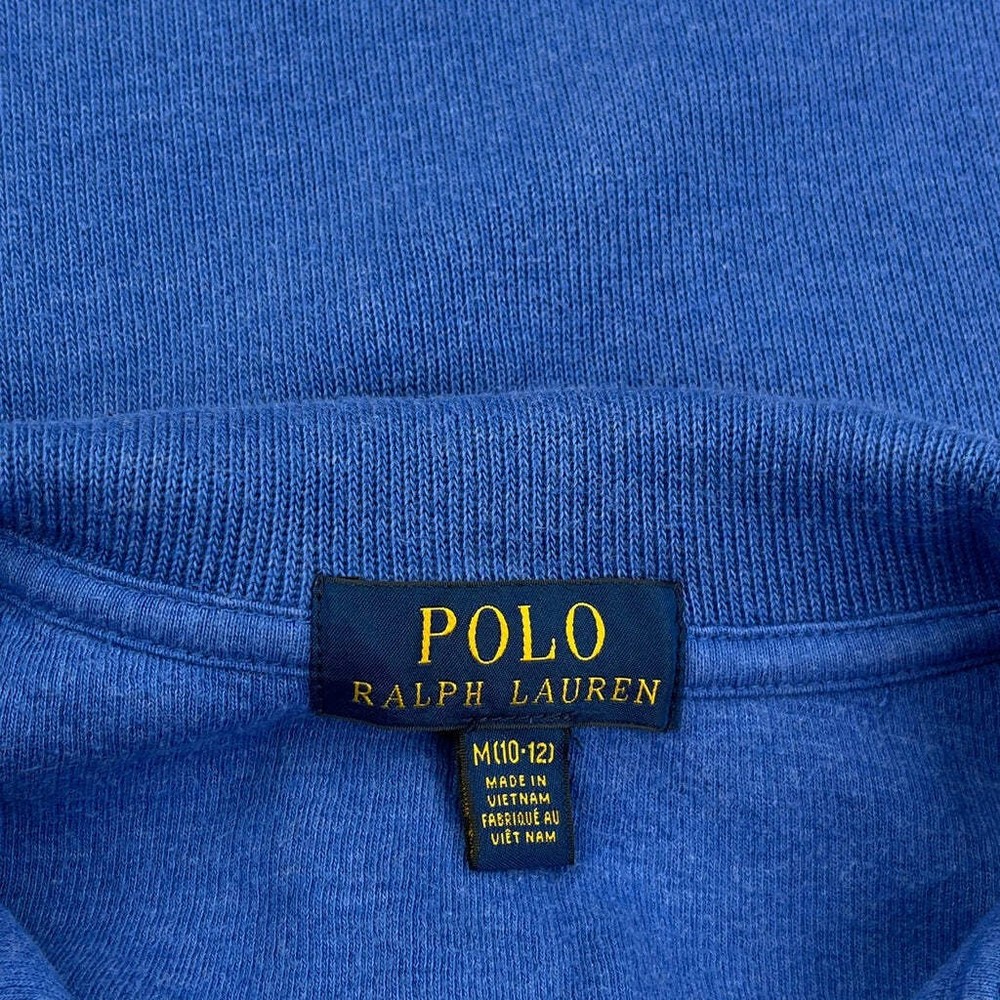 POLO
RALPH LAUREN
M(10-12)
MADE IN
VIETNAM
FABRIQUÉ AU
VIÊT NAM